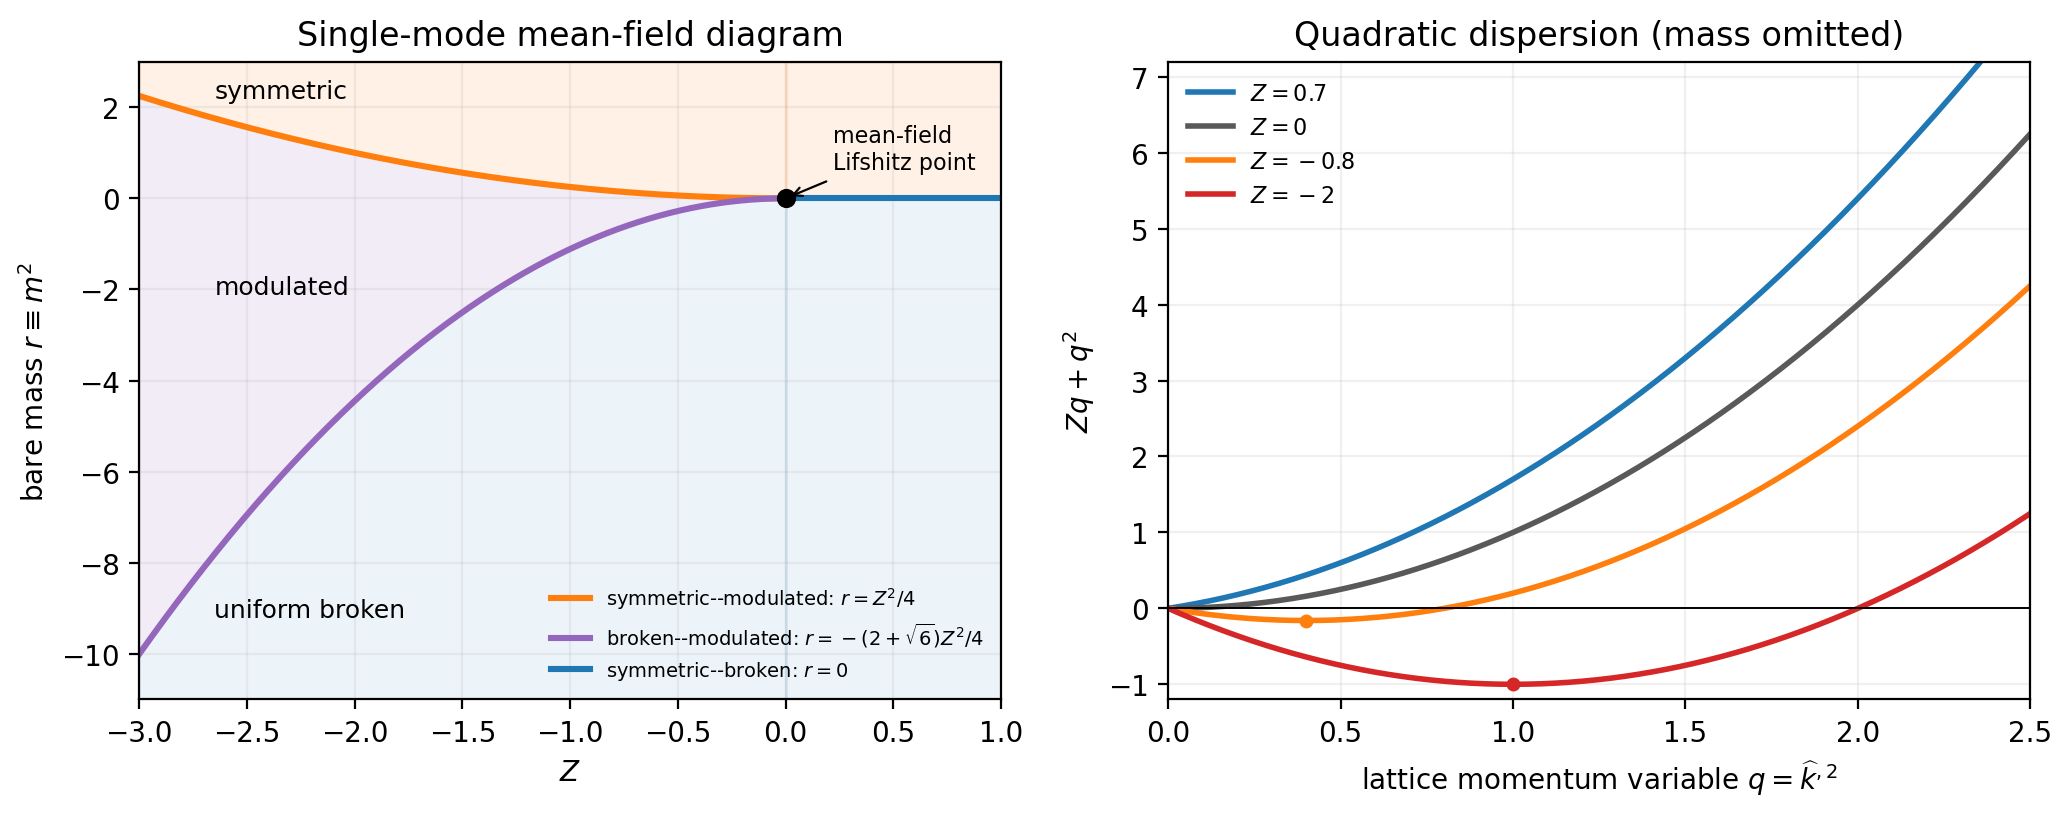 Single-mode mean-field diagram
symmetric
mean-field
Lifshitz point
modulated
uniform broken
symmetric--modulated: r = Z²/4
broken--modulated: r = −(2 + √6)Z²/4
symmetric--broken: r = 0
2
0
−2
−4
−6
−8
−10
bare mass r ≡ m²
−3.0 −2.5 −2.0 −1.5 −1.0 −0.5 0.0 0.5 1.0
Z
Quadratic dispersion (mass omitted)
Z = 0.7
Z = 0
Z = −0.8
Z = −2
7
6
5
4
3
2
1
0
−1
Zq + q²
0.0 0.5 1.0 1.5 2.0 2.5
lattice momentum variable q = k̂^{, 2}